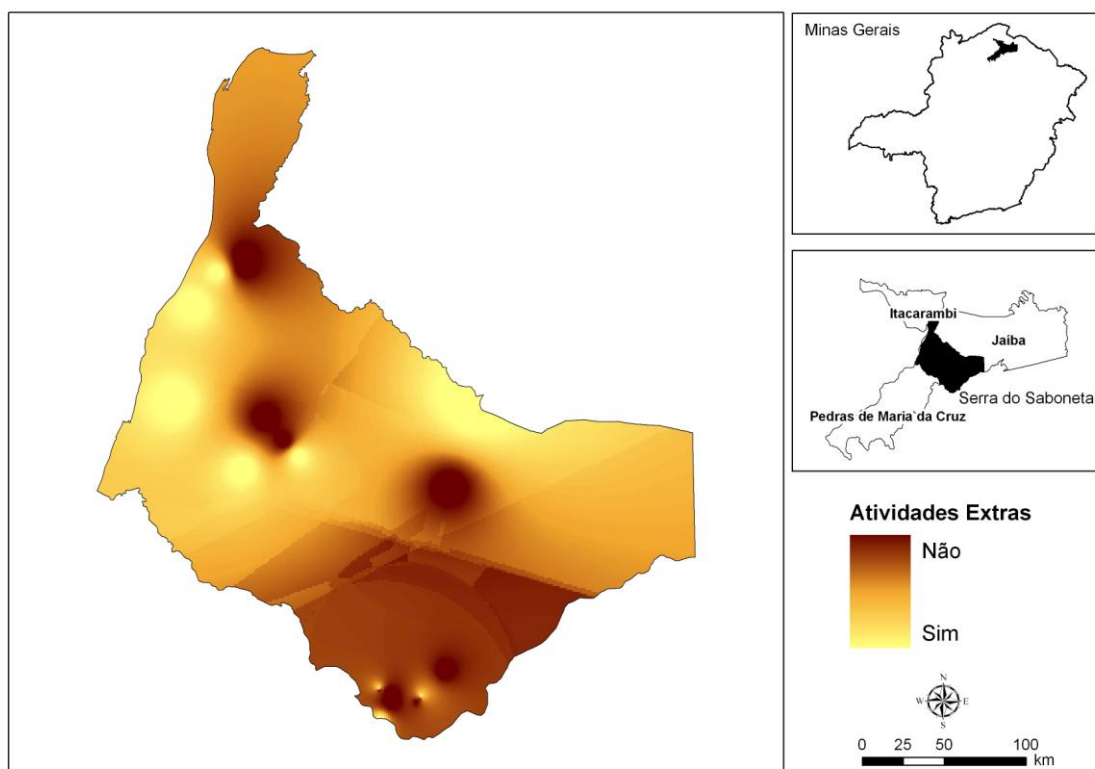 Minas Gerais
Itacarambi
Jaíba
Serra do Saboneta
Pedras de Maria da Cruz
Atividades Extras
Não
Sim
N
W E
S
0 25 50 100
km